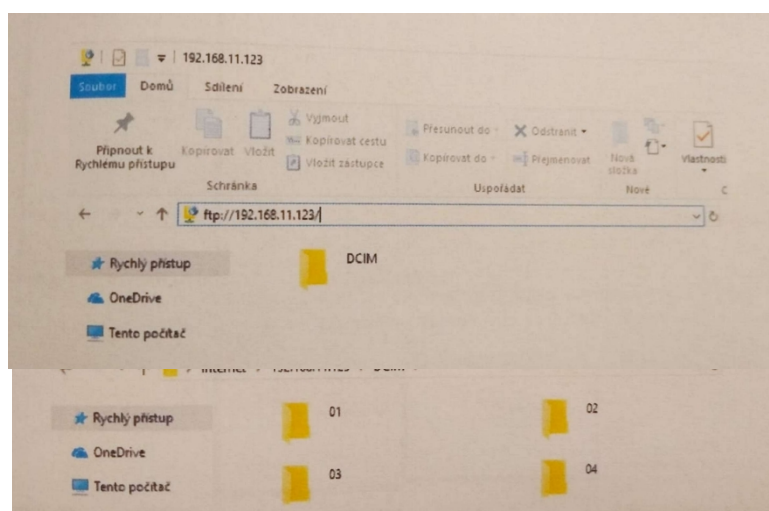 192.168.11.123
Soubor Domů Sdílení Zobrazení
Připnout k Rychlému přístupu
Kopírovat
Vložit
Vyjmout
Kopírovat cestu
Vložit zástupce
Schránka
Přesunout do
Kopírovat do
Odstranit
Přejmenovat
Uspořádat
Nová složka
Nové
Vlastnosti
ftp://192.168.11.123/
Rychlý přístup
OneDrive
Tento počítač
DCIM
Rychlý přístup
OneDrive
Tento počítač
01
02
03
04